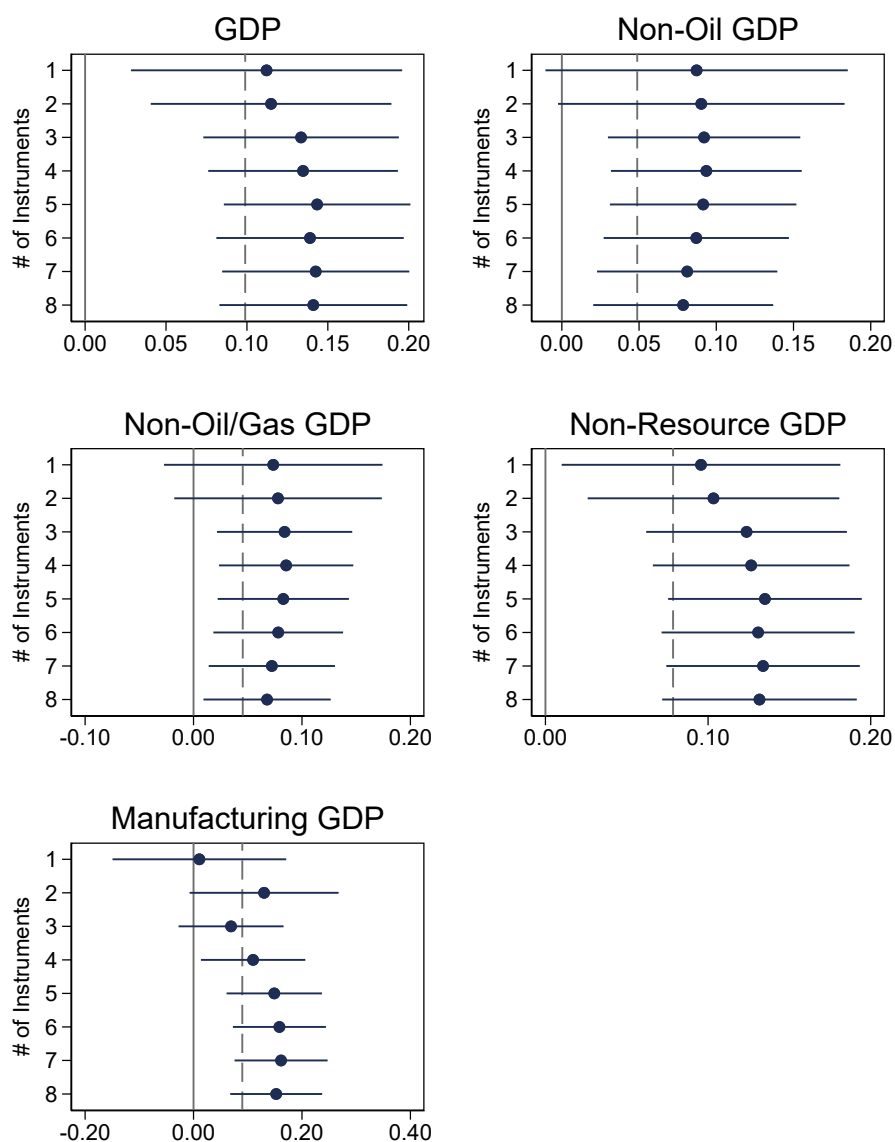 GDP
# of Instruments
1
2
3
4
5
6
7
8
0.00 0.05 0.10 0.15 0.20
Non-Oil GDP
# of Instruments
1
2
3
4
5
6
7
8
0.00 0.05 0.10 0.15 0.20
Non-Oil/Gas GDP
# of Instruments
1
2
3
4
5
6
7
8
-0.10 0.00 0.10 0.20
Non-Resource GDP
# of Instruments
1
2
3
4
5
6
7
8
0.00 0.10 0.20
Manufacturing GDP
# of Instruments
1
2
3
4
5
6
7
8
-0.20 0.00 0.20 0.40